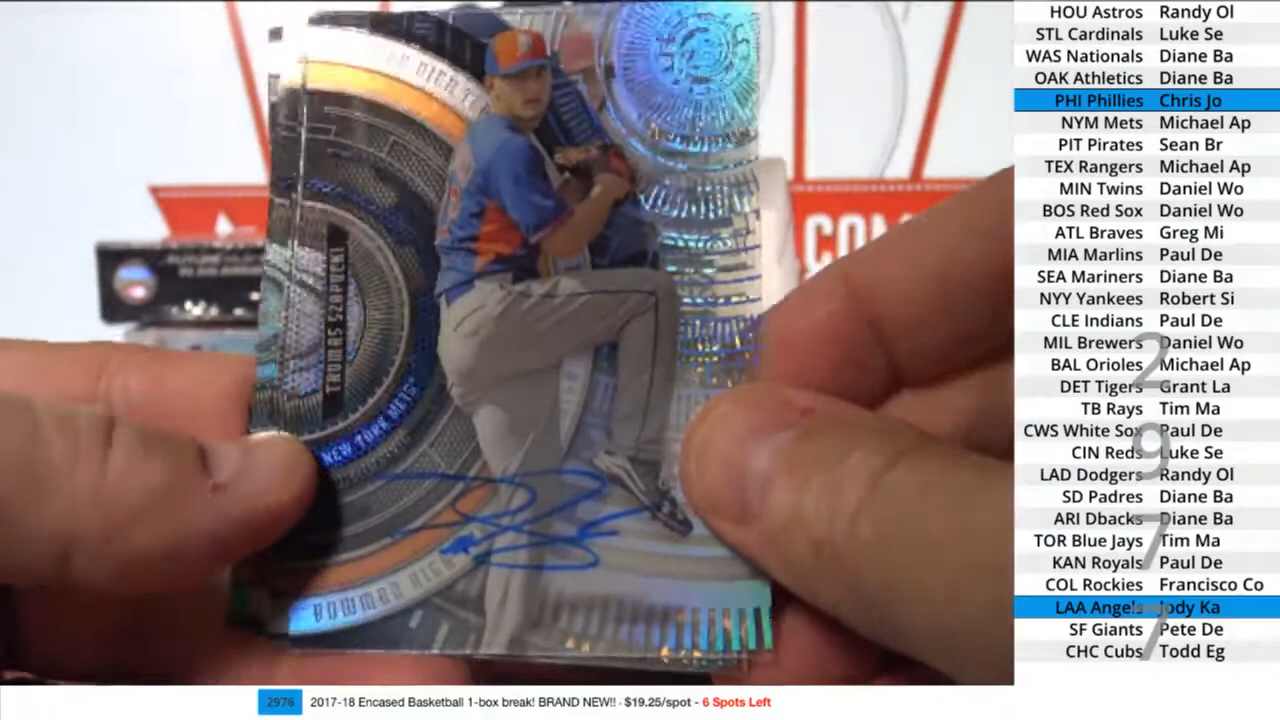 THOMAS SZAPUCKI
NEW YORK METS
BOWMAN HIGH
COM
HOU Astros Randy Ol
STL Cardinals Luke Se
WAS Nationals Diane Ba
OAK Athletics Diane Ba
PHI Phillies Chris Jo
NYM Mets Michael Ap
PIT Pirates Sean Br
TEX Rangers Michael Ap
MIN Twins Daniel Wo
BOS Red Sox Daniel Wo
ATL Braves Greg Mi
MIA Marlins Paul De
SEA Mariners Diane Ba
NYY Yankees Robert Si
CLE Indians Paul De
MIL Brewers Daniel Wo
BAL Orioles Michael Ap
DET Tigers Grant La
TB Rays Tim Ma
CWS White Sox Paul De
CIN Reds Luke Se
LAD Dodgers Randy Ol
SD Padres Diane Ba
ARI Dbacks Diane Ba
TOR Blue Jays Tim Ma
KAN Royals Paul De
COL Rockies Francisco Co
LAA Angels Jody Ka
SF Giants Pete De
CHC Cubs Todd Eg
2
9
7
7
2976 2017-18 Encased Basketball 1-box break! BRAND NEW!! - $19.25/spot - 6 Spots Left